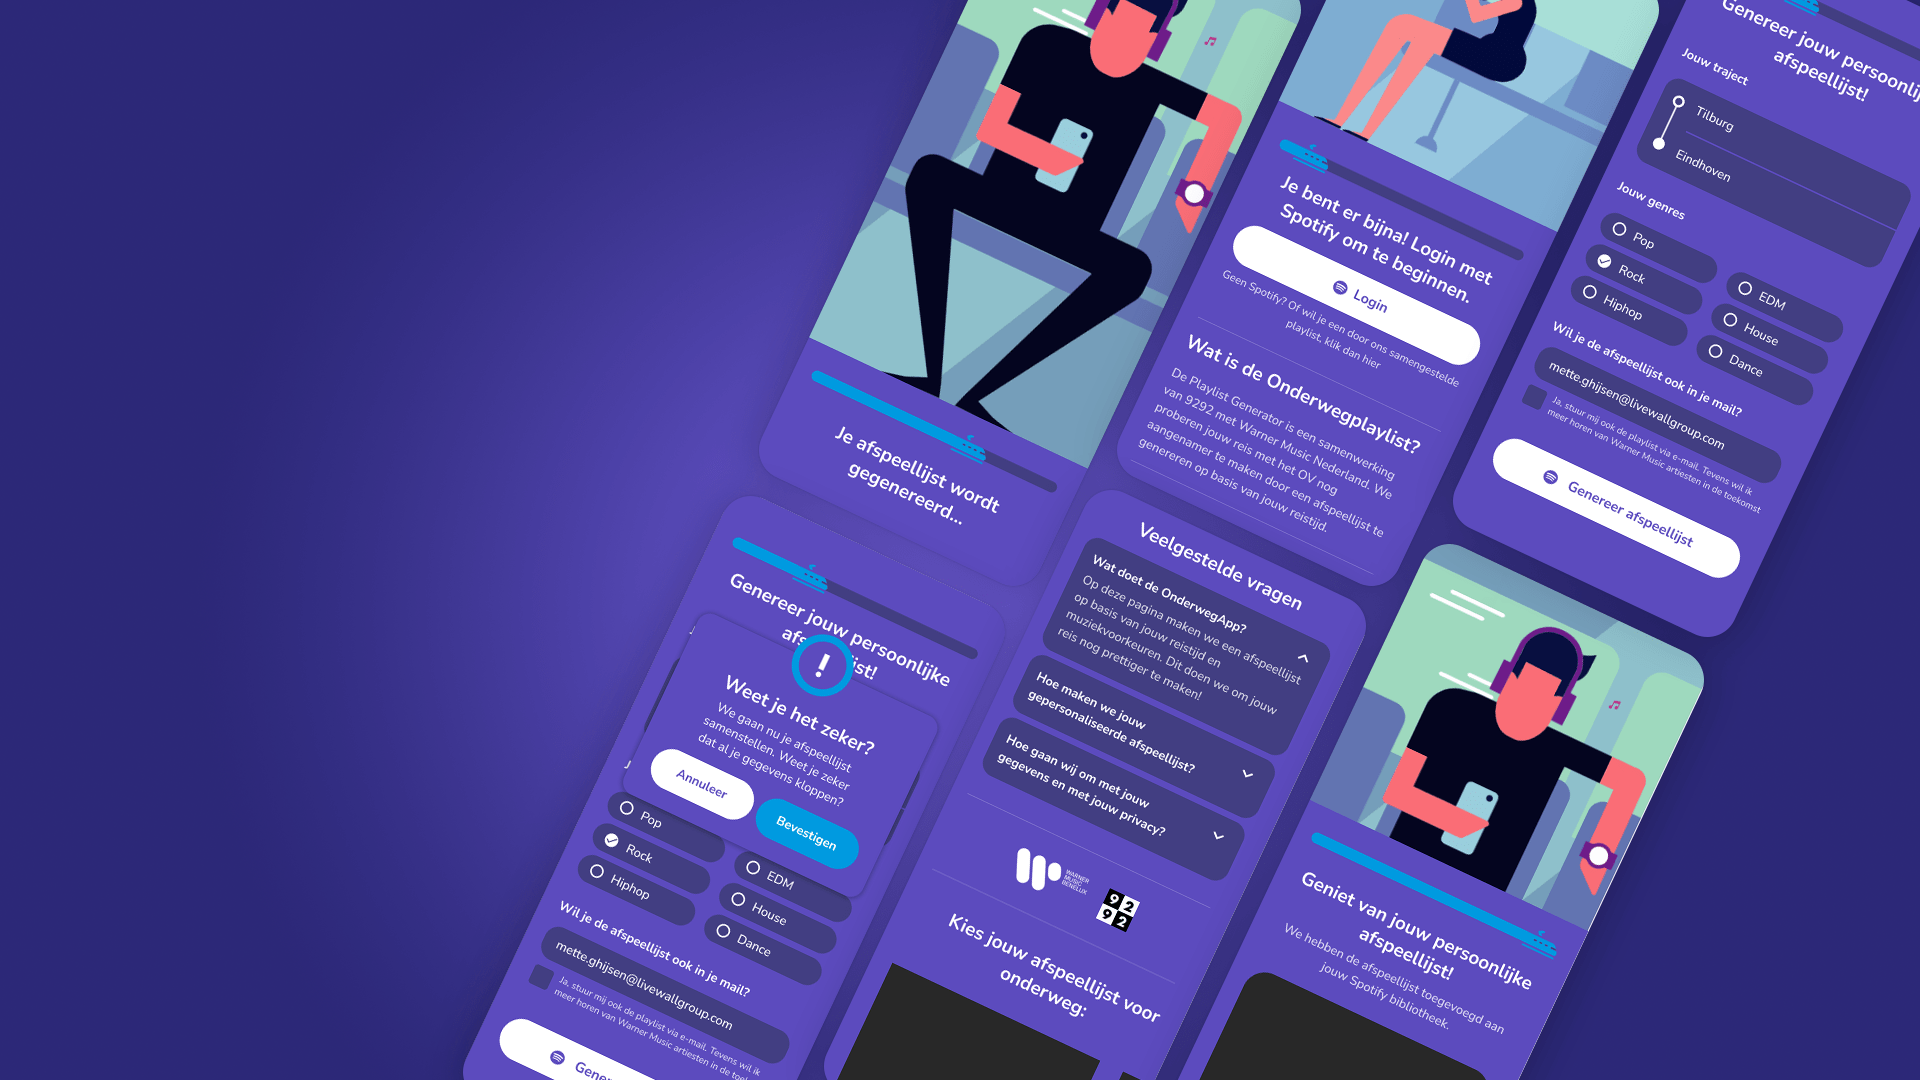 Je afspeellijst wordt
gegenereerd...
Je bent er bijna! Login met
Spotify om te beginnen.
Login
Geen Spotify? Of wil je een door ons samengestelde
playlist, klik dan hier
Wat is de Onderwegplaylist?
De Playlist Generator is een samenwerking
van 9292 met Warner Music Nederland. We
proberen jouw reis met het OV nog
aangenamer te maken door een afspeellijst te
genereren op basis van jouw reistijd.
Genereer jouw persoonlij
afspeellijst!
Jouw traject
Tilburg
Eindhoven
Jouw genres
Pop
Rock
Hiphop
EDM
House
Dance
Wil je de afspeellijst ook in je mail?
mette.ghijsen@livewallgroup.com
Ja, stuur mij ook de playlist via e-mail. Tevens wil ik
meer horen van Warner Music artiesten in de toekomst
Genereer afspeellijst
Genereer jouw persoonlijke
afs ijst!
!
Weet je het zeker?
We gaan nu je afspeellijst
samenstellen. Weet je zeker
dat al je gegevens kloppen?
Annuleer
Bevestigen
J
J
Pop
Rock
Hiphop
EDM
House
Dance
Wil je de afspeellijst ook in je mail?
mette.ghijsen@livewallgroup.com
Ja, stuur mij ook de playlist via e-mail. Tevens wil ik
meer horen van Warner Music artiesten in de toe
Gene
Veelgestelde vragen
Wat doet de OnderwegApp?
Op deze pagina maken we een afspeellijst
op basis van jouw reistijd en
muziekvoorkeuren. Dit doen we om jouw
reis nog prettiger te maken!
Hoe maken we jouw
gepersonaliseerde afspeellijst?
Hoe gaan wij om met jouw
gegevens en met jouw privacy?
WARNER
MUSIC
BENELUX
92
92
Kies jouw afspeellijst voor
onderweg:
Geniet van jouw persoonlijke
afspeellijst!
We hebben de afspeellijst toegevoegd aan
jouw Spotify bibliotheek.